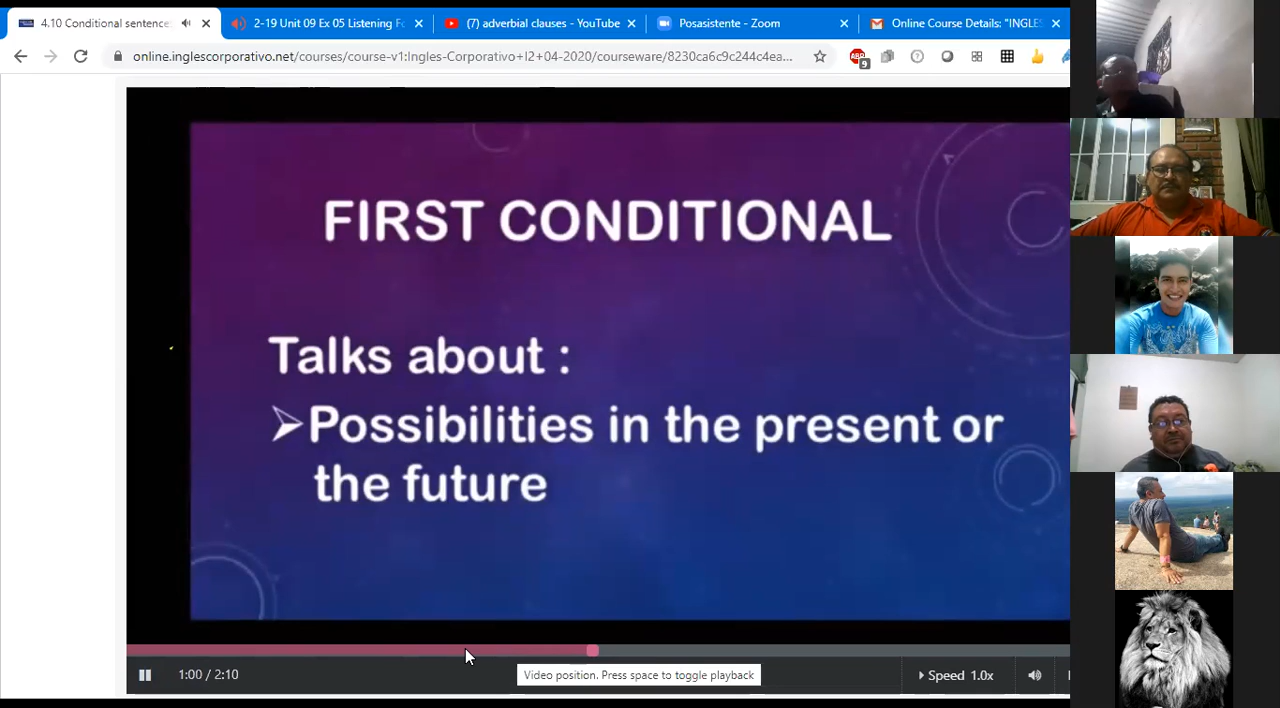 4.10 Conditional sentence
2-19 Unit 09 Ex 05 Listening Fo
(7) adverbial clauses - YouTube
Posasistente - Zoom
Online Course Details: "INGLES
online.inglescorporativo.net/courses/course-v1:Ingles-Corporativo+I2+04-2020/courseware/8230ca6c9c244c4ea...
9
FIRST CONDITIONAL
Talks about :
Possibilities in the present or
the future
1:00 / 2:10
Video position. Press space to toggle playback
Speed 1.0x